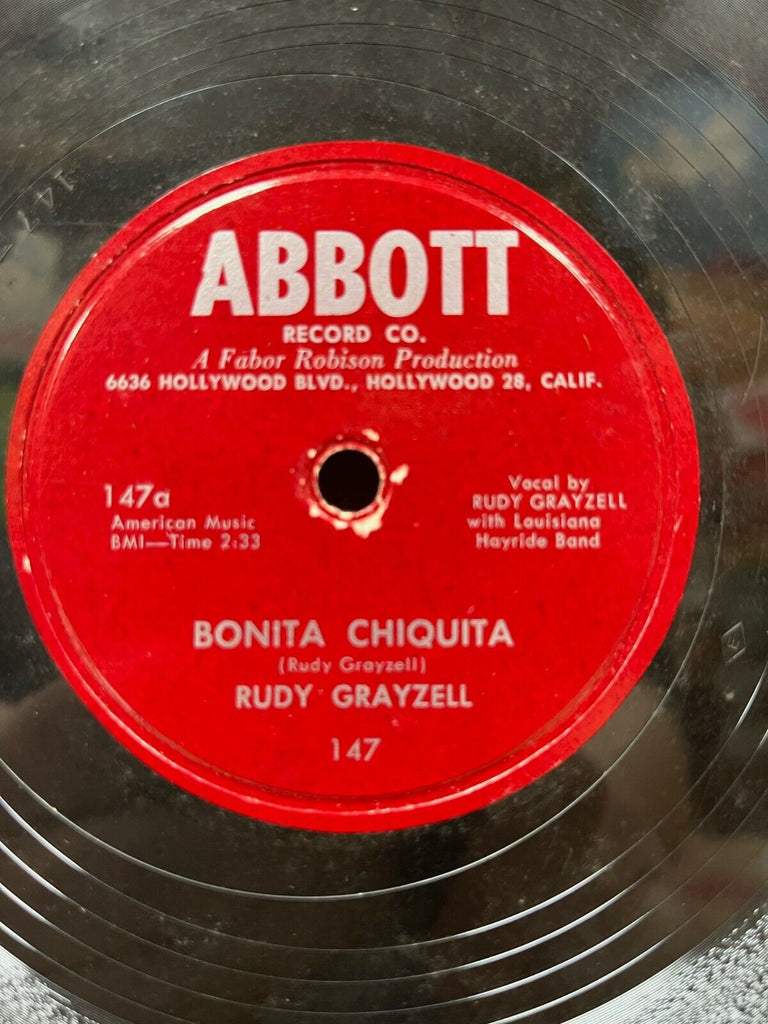 ABBOTT
RECORD CO.
A Fabor Robison Production
6636 HOLLYWOOD BLVD., HOLLYWOOD 28, CALIF.
147a
American Music
BMI—Time 2:33
Vocal by
RUDY GRAYZELL
with Louisiana
Hayride Band
BONiTA CHIQUITA
(Rudy Grayzell)
RUDY GRAYZELL
147